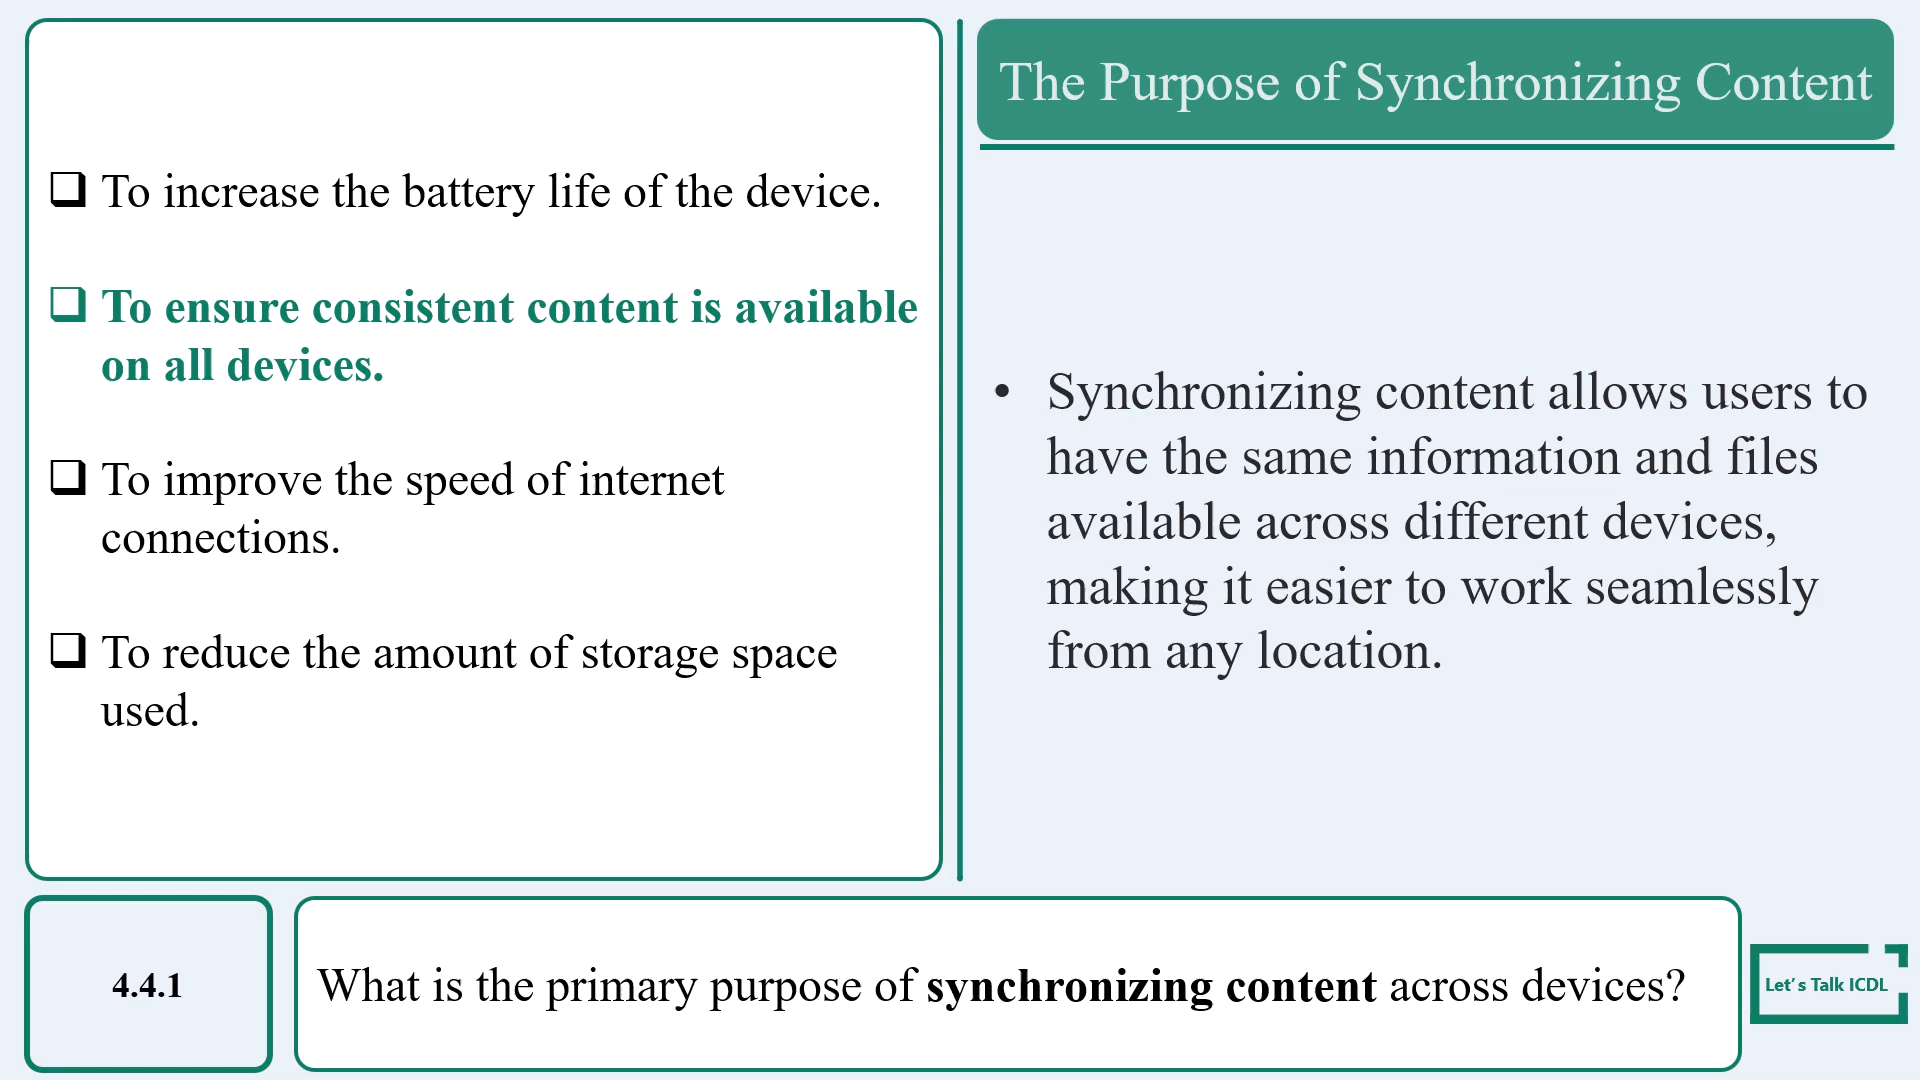 To increase the battery life of the device.
To ensure consistent content is available
on all devices.
To improve the speed of internet
connections.
To reduce the amount of storage space
used.
The Purpose of Synchronizing Content
• Synchronizing content allows users to
have the same information and files
available across different devices,
making it easier to work seamlessly
from any location.
4.4.1
What is the primary purpose of synchronizing content across devices?
Let's Talk ICDL